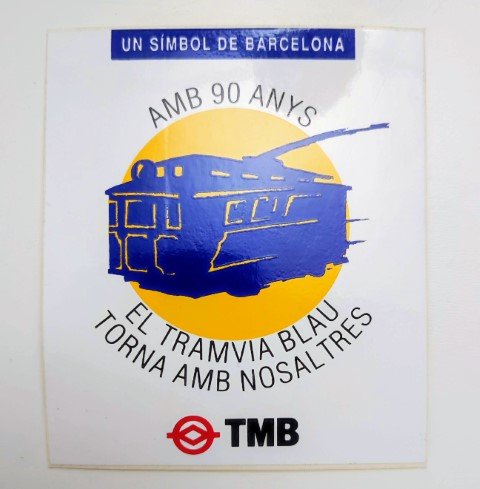 UN SÍMBOL DE BARCELONA
AMB 90 ANYS
EL TRAMVIA BLAU
TORNA AMB NOSALTRES
TMB